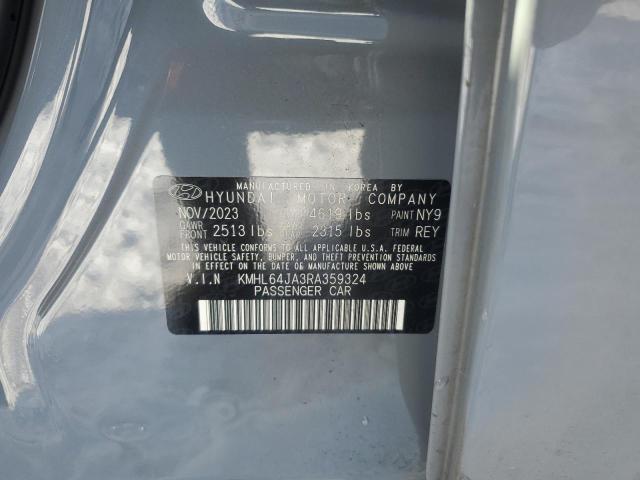 MANUFACTURED IN KOREA BY
HYUNDAI MOTOR COMPANY
NOV/2023 4619 lbs PAINT NY9
GAWR FRONT 2513 lbs 2315 lbs TRIM REY
THIS VEHICLE CONFORMS TO ALL APPLICABLE U.S.A. FEDERAL
MOTOR VEHICLE SAFETY, BUMPER, AND THEFT PREVENTION
STANDARDS IN EFFECT ON THE DATE OF MANUFACTURE SHOWN ABOVE.
V.I.N KMHL64JA3RA359324
PASSENGER CAR